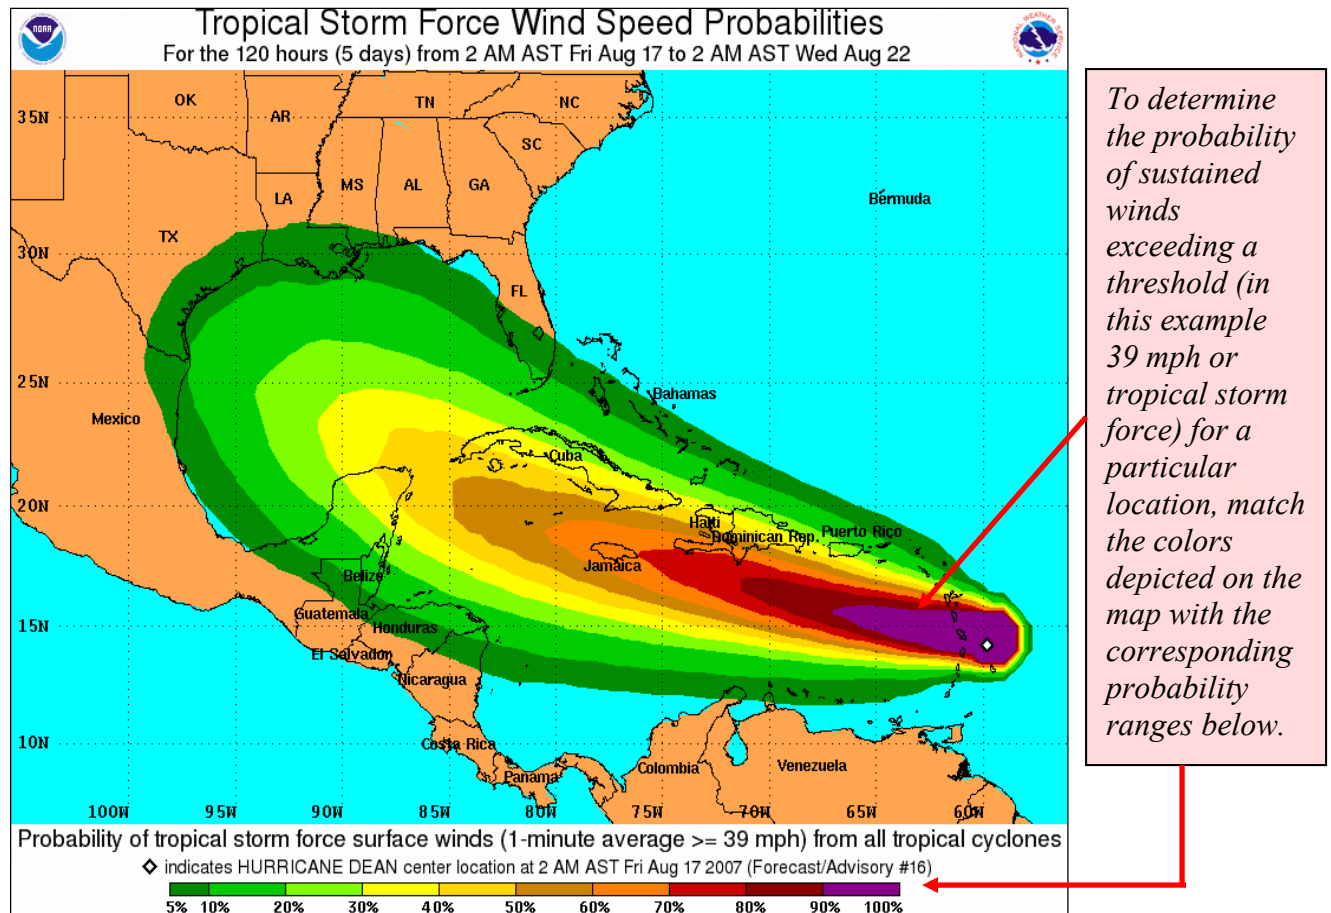 Tropical Storm Force Wind Speed Probabilities
For the 120 hours (5 days) from 2 AM AST Fri Aug 17 to 2 AM AST Wed Aug 22
NOAA
NATIONAL WEATHER SERVICE
OK
TN
NC
35N
AR
SC
MS
AL
GA
LA
Bermuda
TX
30N
FL
25N
Bahamas
Mexico
Cuba
20N
Haiti
Dominican Rep.
Puerto Rico
Jamaica
Belize
Guatemala
15N
Honduras
El Salvador
Nicaragua
10N
Costa Rica
Panama
Colombia
Venezuela
100W 95W 90W 85W 80W 75W 70W 65W 60W
Probability of tropical storm force surface winds (1-minute average >= 39 mph) from all tropical cyclones
indicates HURRICANE DEAN center location at 2 AM AST Fri Aug 17 2007 (Forecast/Advisory #16)
5% 10% 20% 30% 40% 50% 60% 70% 80% 90% 100%
To determine
the probability
of sustained
winds
exceeding a
threshold (in
this example
39 mph or
tropical storm
force) for a
particular
location, match
the colors
depicted on the
map with the
corresponding
probability
ranges below.